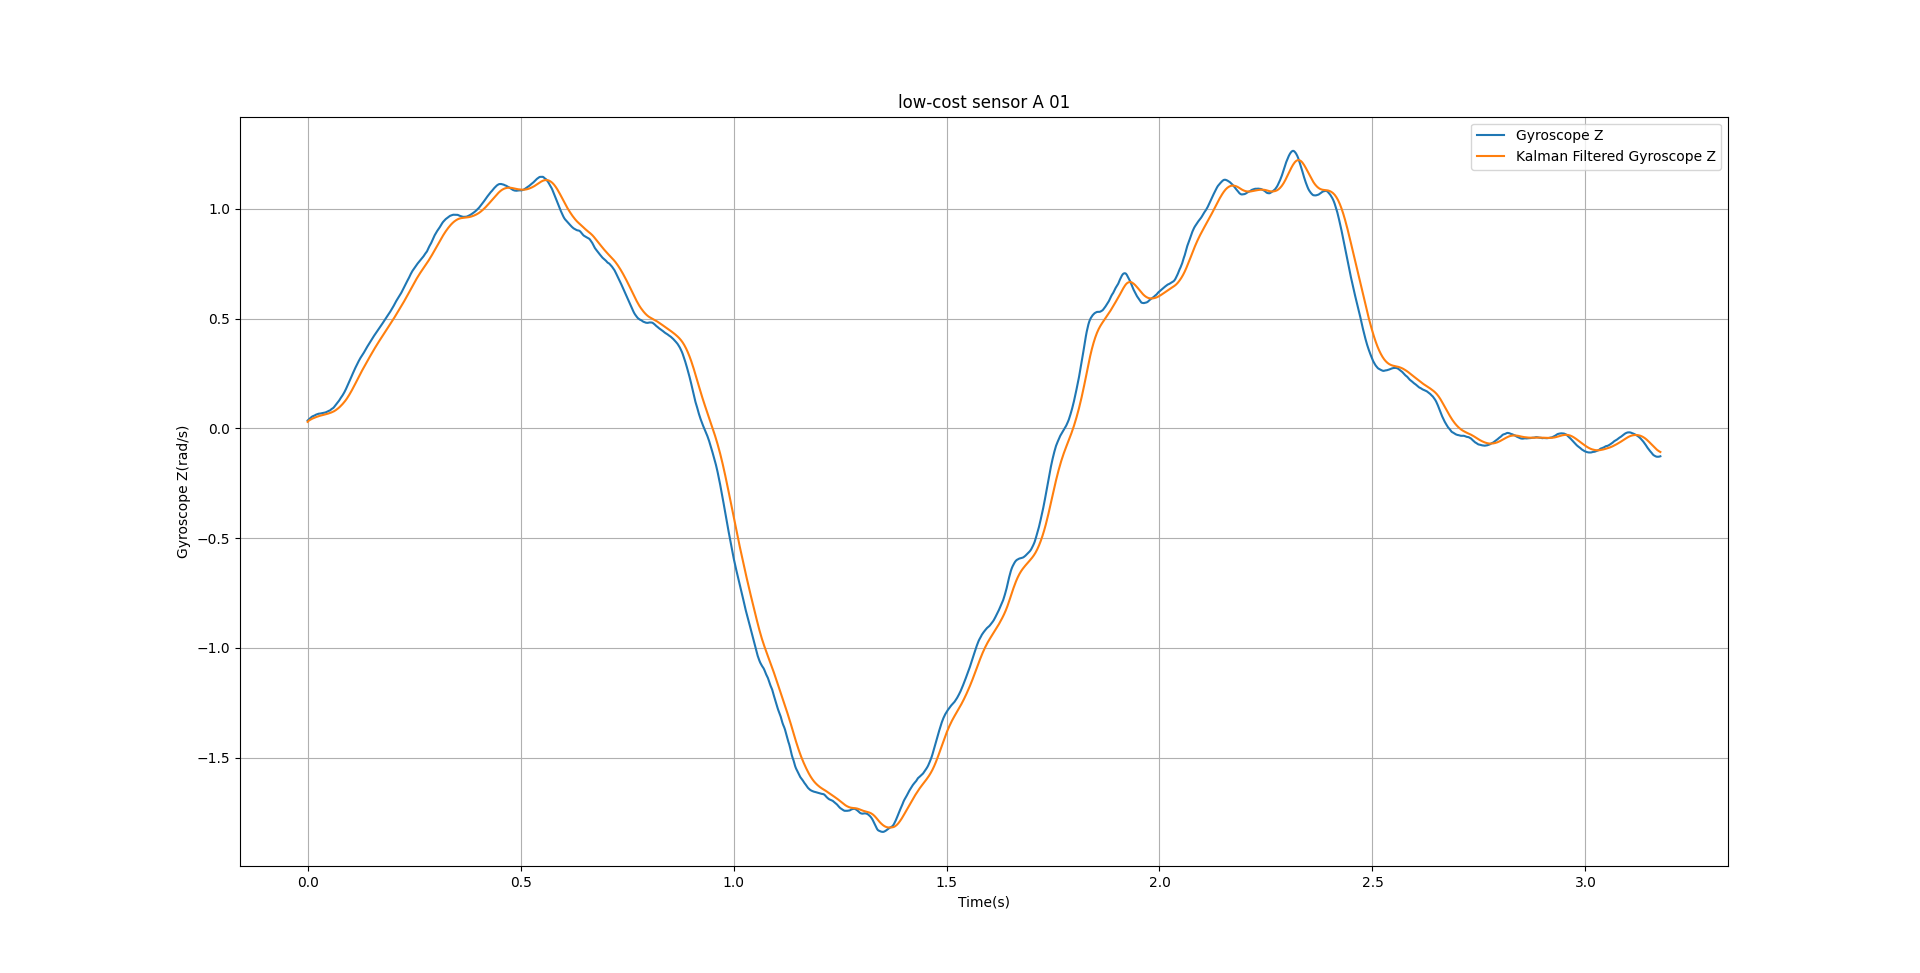 low-cost sensor A 01
Gyroscope Z
Kalman Filtered Gyroscope Z
Gyroscope Z(rad/s)
1.0
0.5
0.0
−0.5
−1.0
−1.5
0.0 0.5 1.0 1.5 2.0 2.5 3.0
Time(s)